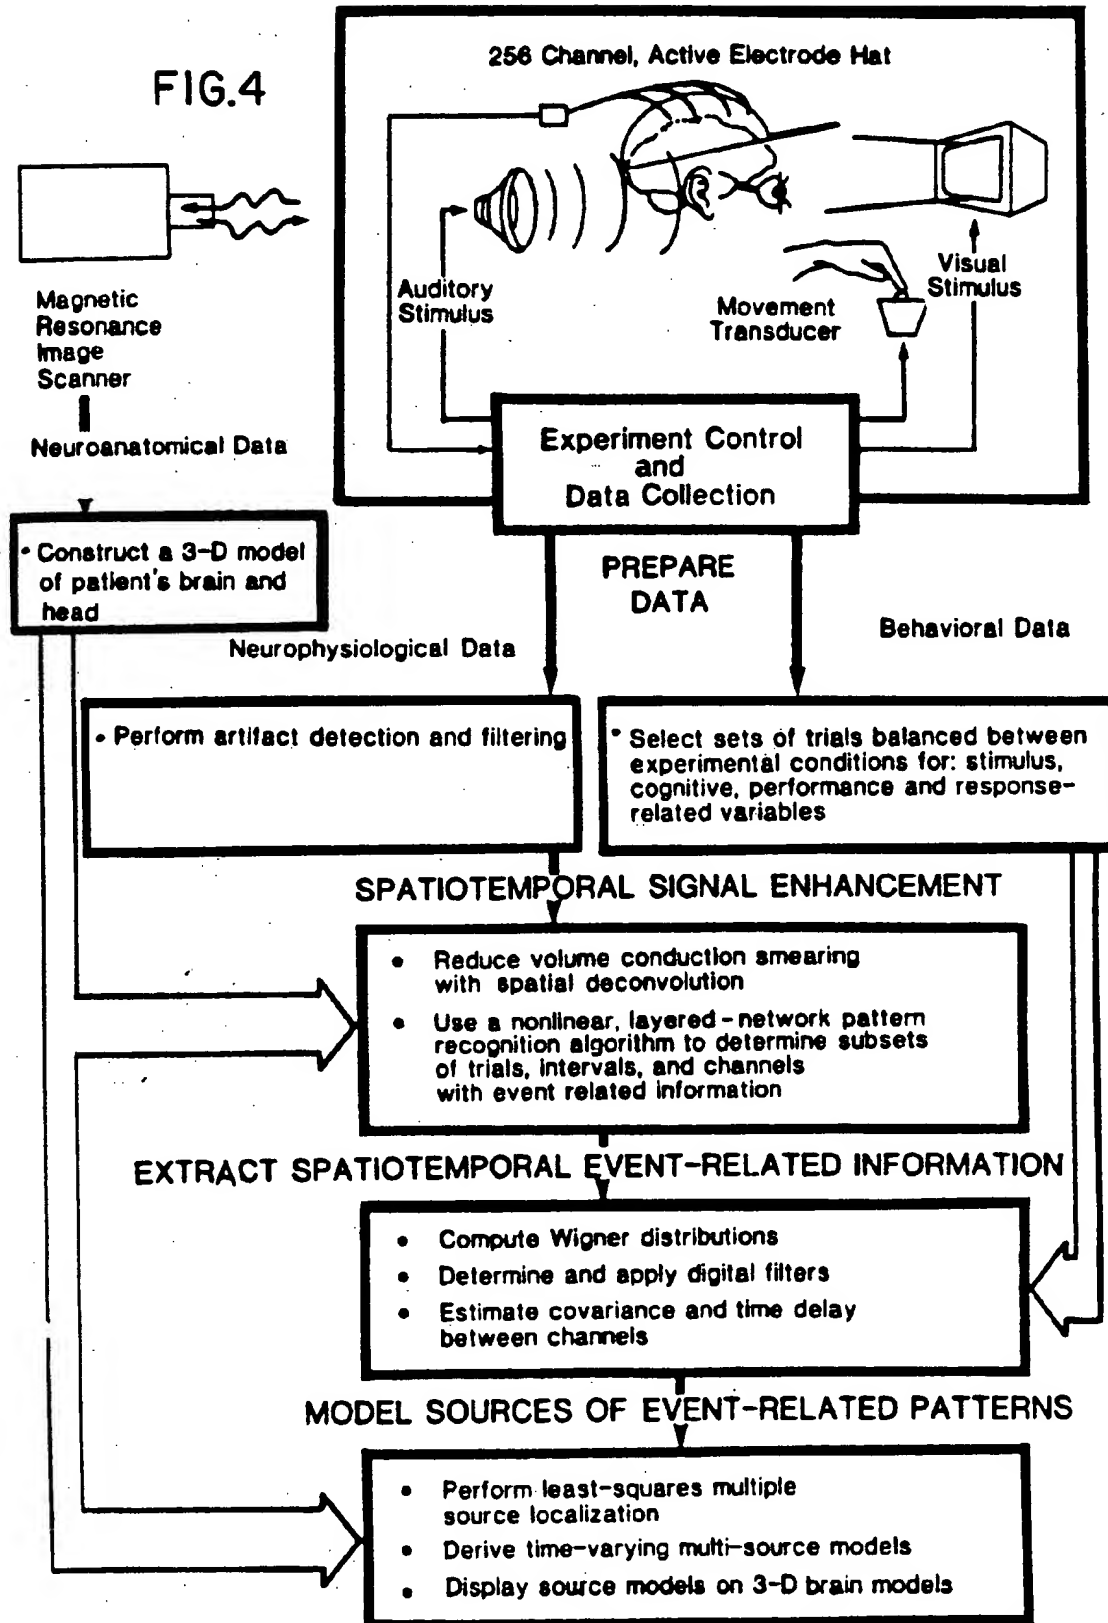 FIG.4
256 Channel, Active Electrode Hat
Magnetic
Resonance
Image
Scanner
Auditory
Stimulus
Movement
Transducer
Visual
Stimulus
Neuroanatomical Data
Experiment Control
and
Data Collection
• Construct a 3-D model
of patient's brain and
head
PREPARE
DATA
Neurophysiological Data
Behavioral Data
• Perform artifact detection and filtering
• Select sets of trials balanced between
experimental conditions for: stimulus,
cognitive, performance and response-
related variables
SPATIOTEMPORAL SIGNAL ENHANCEMENT
• Reduce volume conduction smearing
with spatial deconvolution
• Use a nonlinear, layered-network pattern
recognition algorithm to determine subsets
of trials, intervals, and channels
with event related information
EXTRACT SPATIOTEMPORAL EVENT-RELATED INFORMATION
• Compute Wigner distributions
• Determine and apply digital filters
• Estimate covariance and time delay
between channels
MODEL SOURCES OF EVENT-RELATED PATTERNS
• Perform least-squares multiple
source localization
• Derive time-varying multi-source models
• Display source models on 3-D brain models